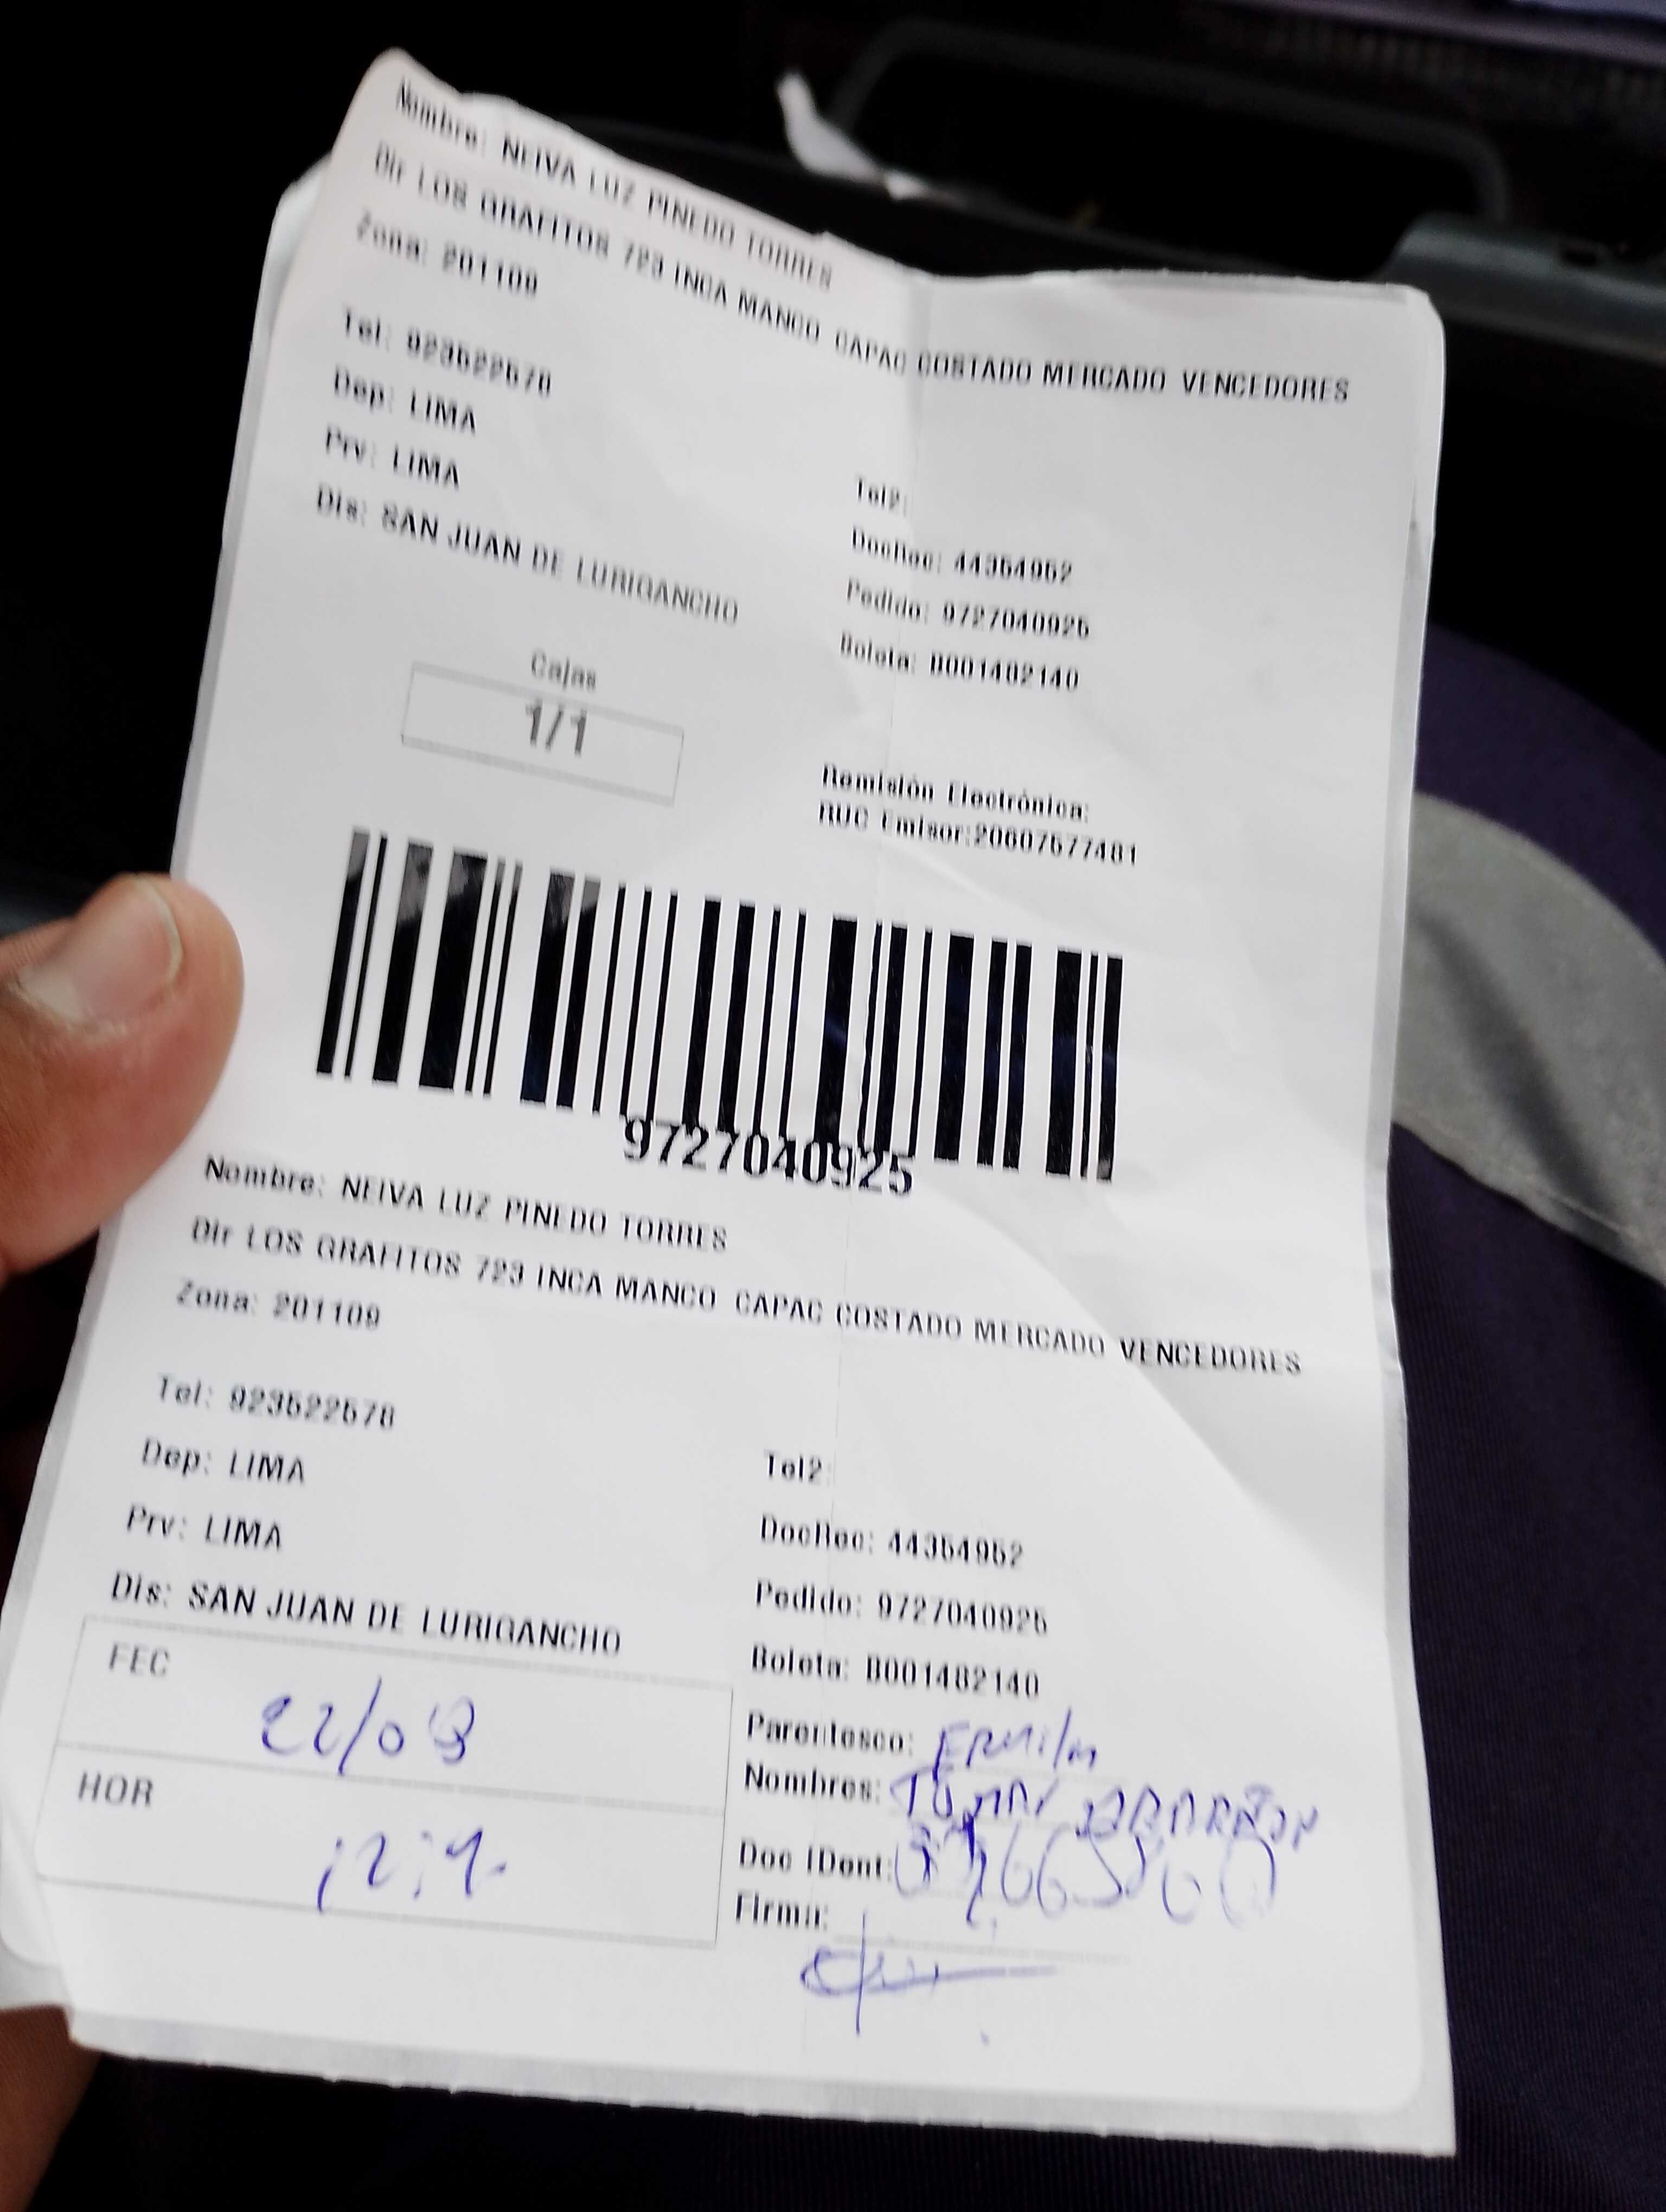 Nombre: NEIVA LUZ PINEDO TORRES
Dir LOS GRAFITOS 723 INCA MANCO CAPAC COSTADO MERCADO VENCEDORES
Zona: 201109
Tel: 923522578
Tel2:
Dep: LIMA
DocRec: 44354952
Prv: LIMA
Pedido: 9727040925
Dis: SAN JUAN DE LURIGANCHO
Boleta: B001482140
Cajas
1/1
Remisión Electrónica:
RUC Emisor:20607577481
9727040925
Nombre: NEIVA LUZ PINEDO TORRES
Dir LOS GRAFITOS 723 INCA MANCO CAPAC COSTADO MERCADO VENCEDORES
Zona: 201109
Tel: 923522578
Tel2:
Dep: LIMA
DocRec: 44354952
Prv: LIMA
Pedido: 9727040925
Dis: SAN JUAN DE LURIGANCHO
Boleta: B001482140
FEC
22/08
Parentesco:
Nombres:
HOR
Doc IDent:
Firma: